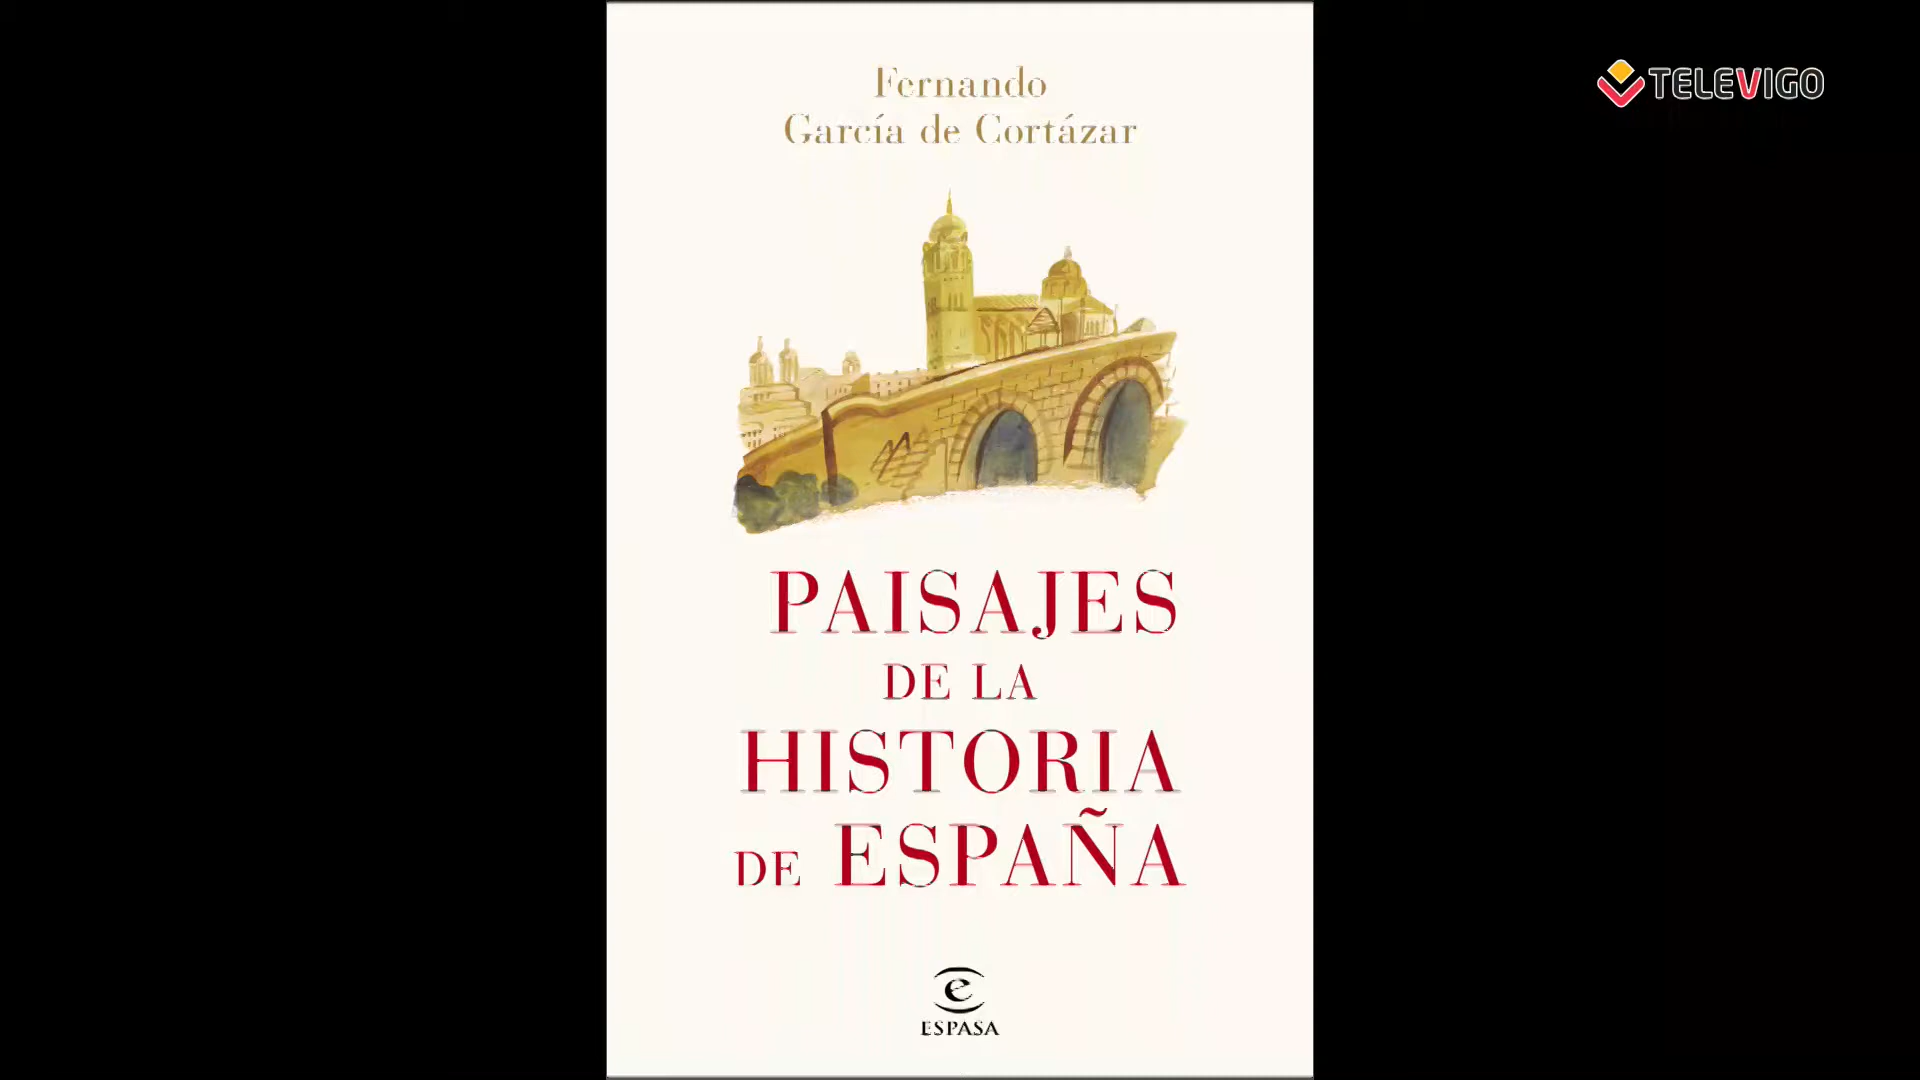 Fernando
García de Cortázar
PAISAJES
DE LA
HISTORIA
DE ESPAÑA
e
ESPASA
TELEVIGO